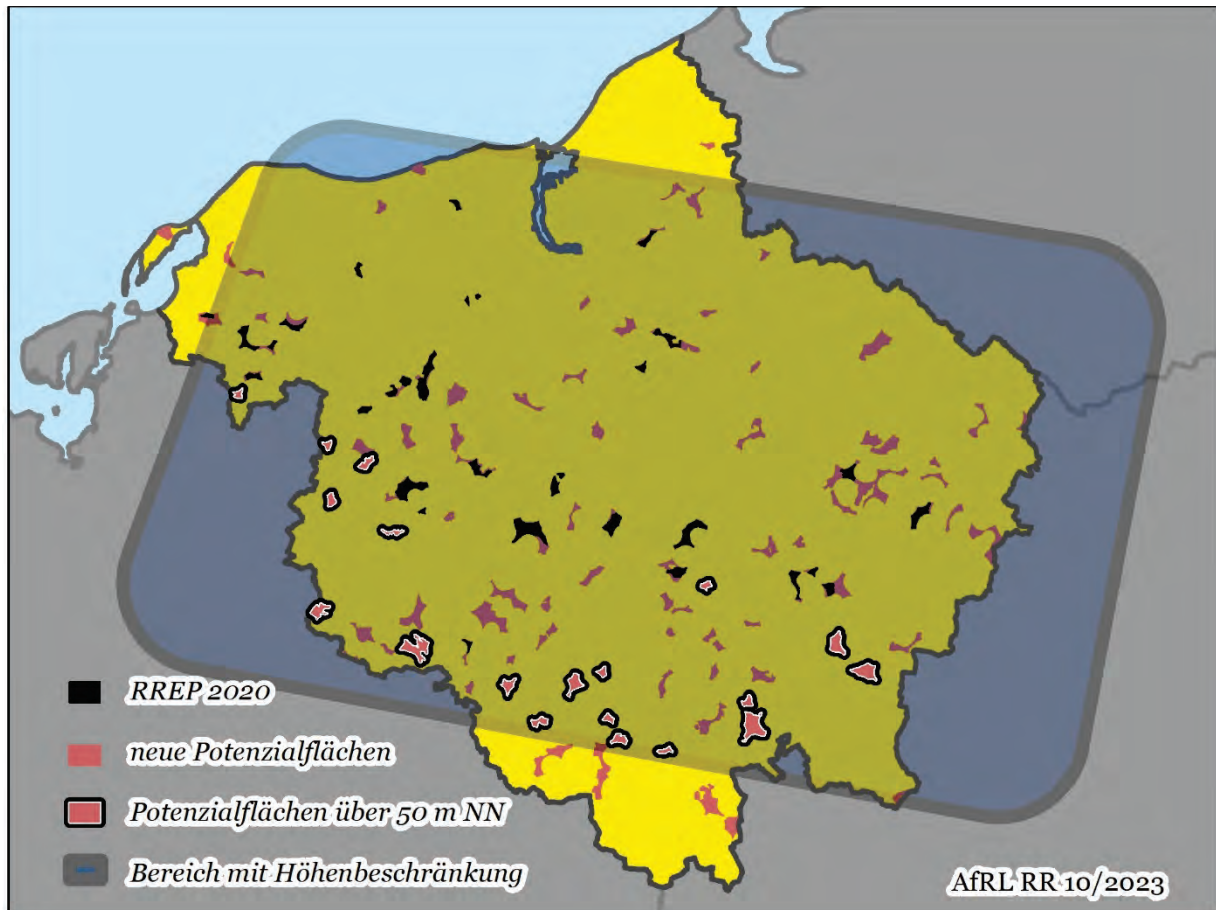 RREP 2020
neue Potenzialflächen
Potenzialflächen über 50 m NN
Bereich mit Höhenbeschränkung
AfRL RR 10/2023